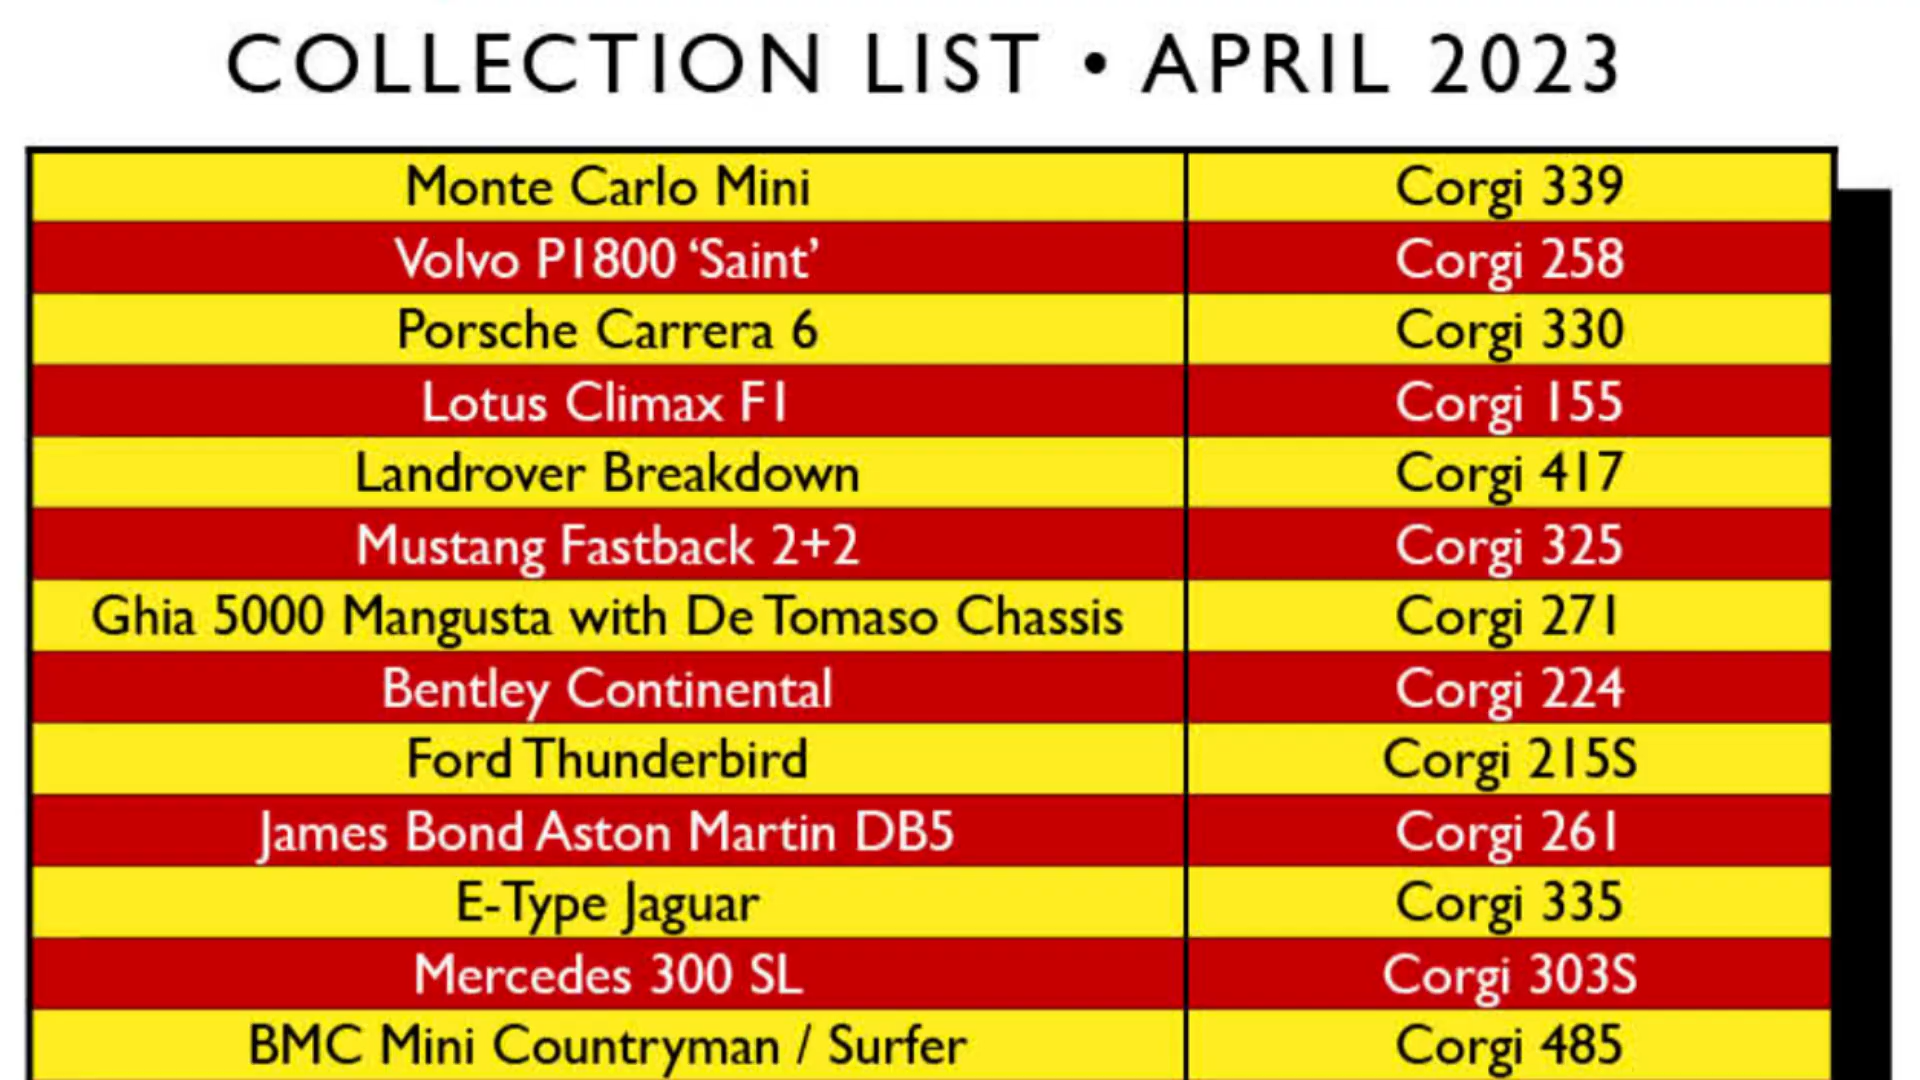 COLLECTION LIST • APRIL 2023
Monte Carlo Mini Corgi 339
Volvo P1800 ‘Saint’ Corgi 258
Porsche Carrera 6 Corgi 330
Lotus Climax F1 Corgi 155
Landrover Breakdown Corgi 417
Mustang Fastback 2+2 Corgi 325
Ghia 5000 Mangusta with De Tomaso Chassis Corgi 271
Bentley Continental Corgi 224
Ford Thunderbird Corgi 215S
James Bond Aston Martin DB5 Corgi 261
E-Type Jaguar Corgi 335
Mercedes 300 SL Corgi 303S
BMC Mini Countryman / Surfer Corgi 485